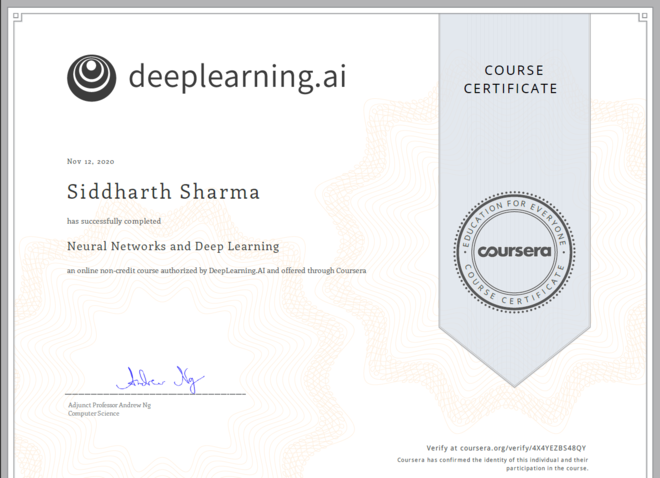 deeplearning.ai
COURSE
CERTIFICATE
Nov 12, 2020
Siddharth Sharma
has successfully completed
Neural Networks and Deep Learning
an online non-credit course authorized by DeepLearning.AI and offered through Coursera
EDUCATION FOR EVERYONE
coursera
COURSE CERTIFICATE
Andrew Ng
Adjunct Professor Andrew Ng
Computer Science
Verify at coursera.org/verify/4X4YEZBS48QY
Coursera has confirmed the identity of this individual and their
participation in the course.